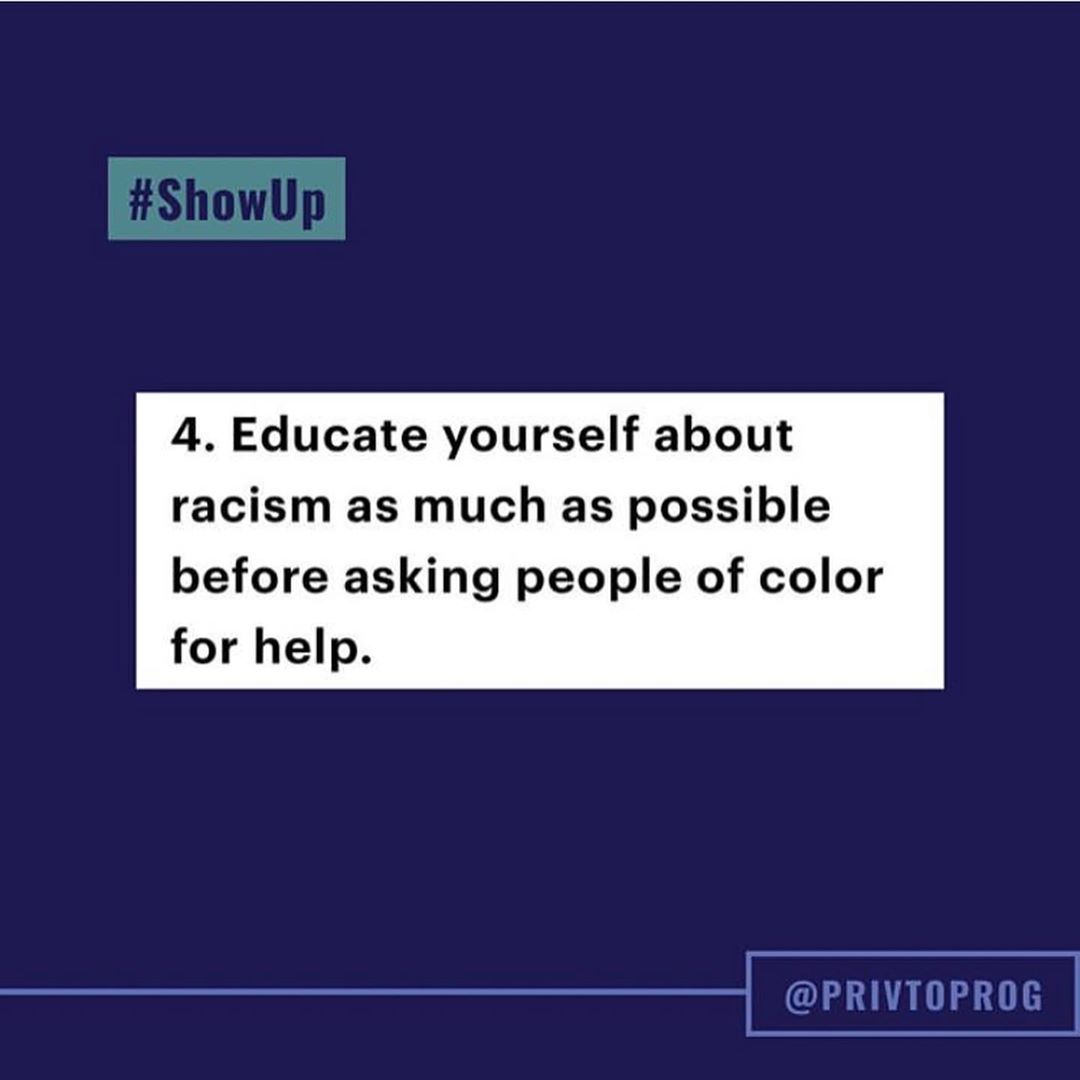 #ShowUp
4. Educate yourself about
racism as much as possible
before asking people of color
for help.
@PRIVTOPROG